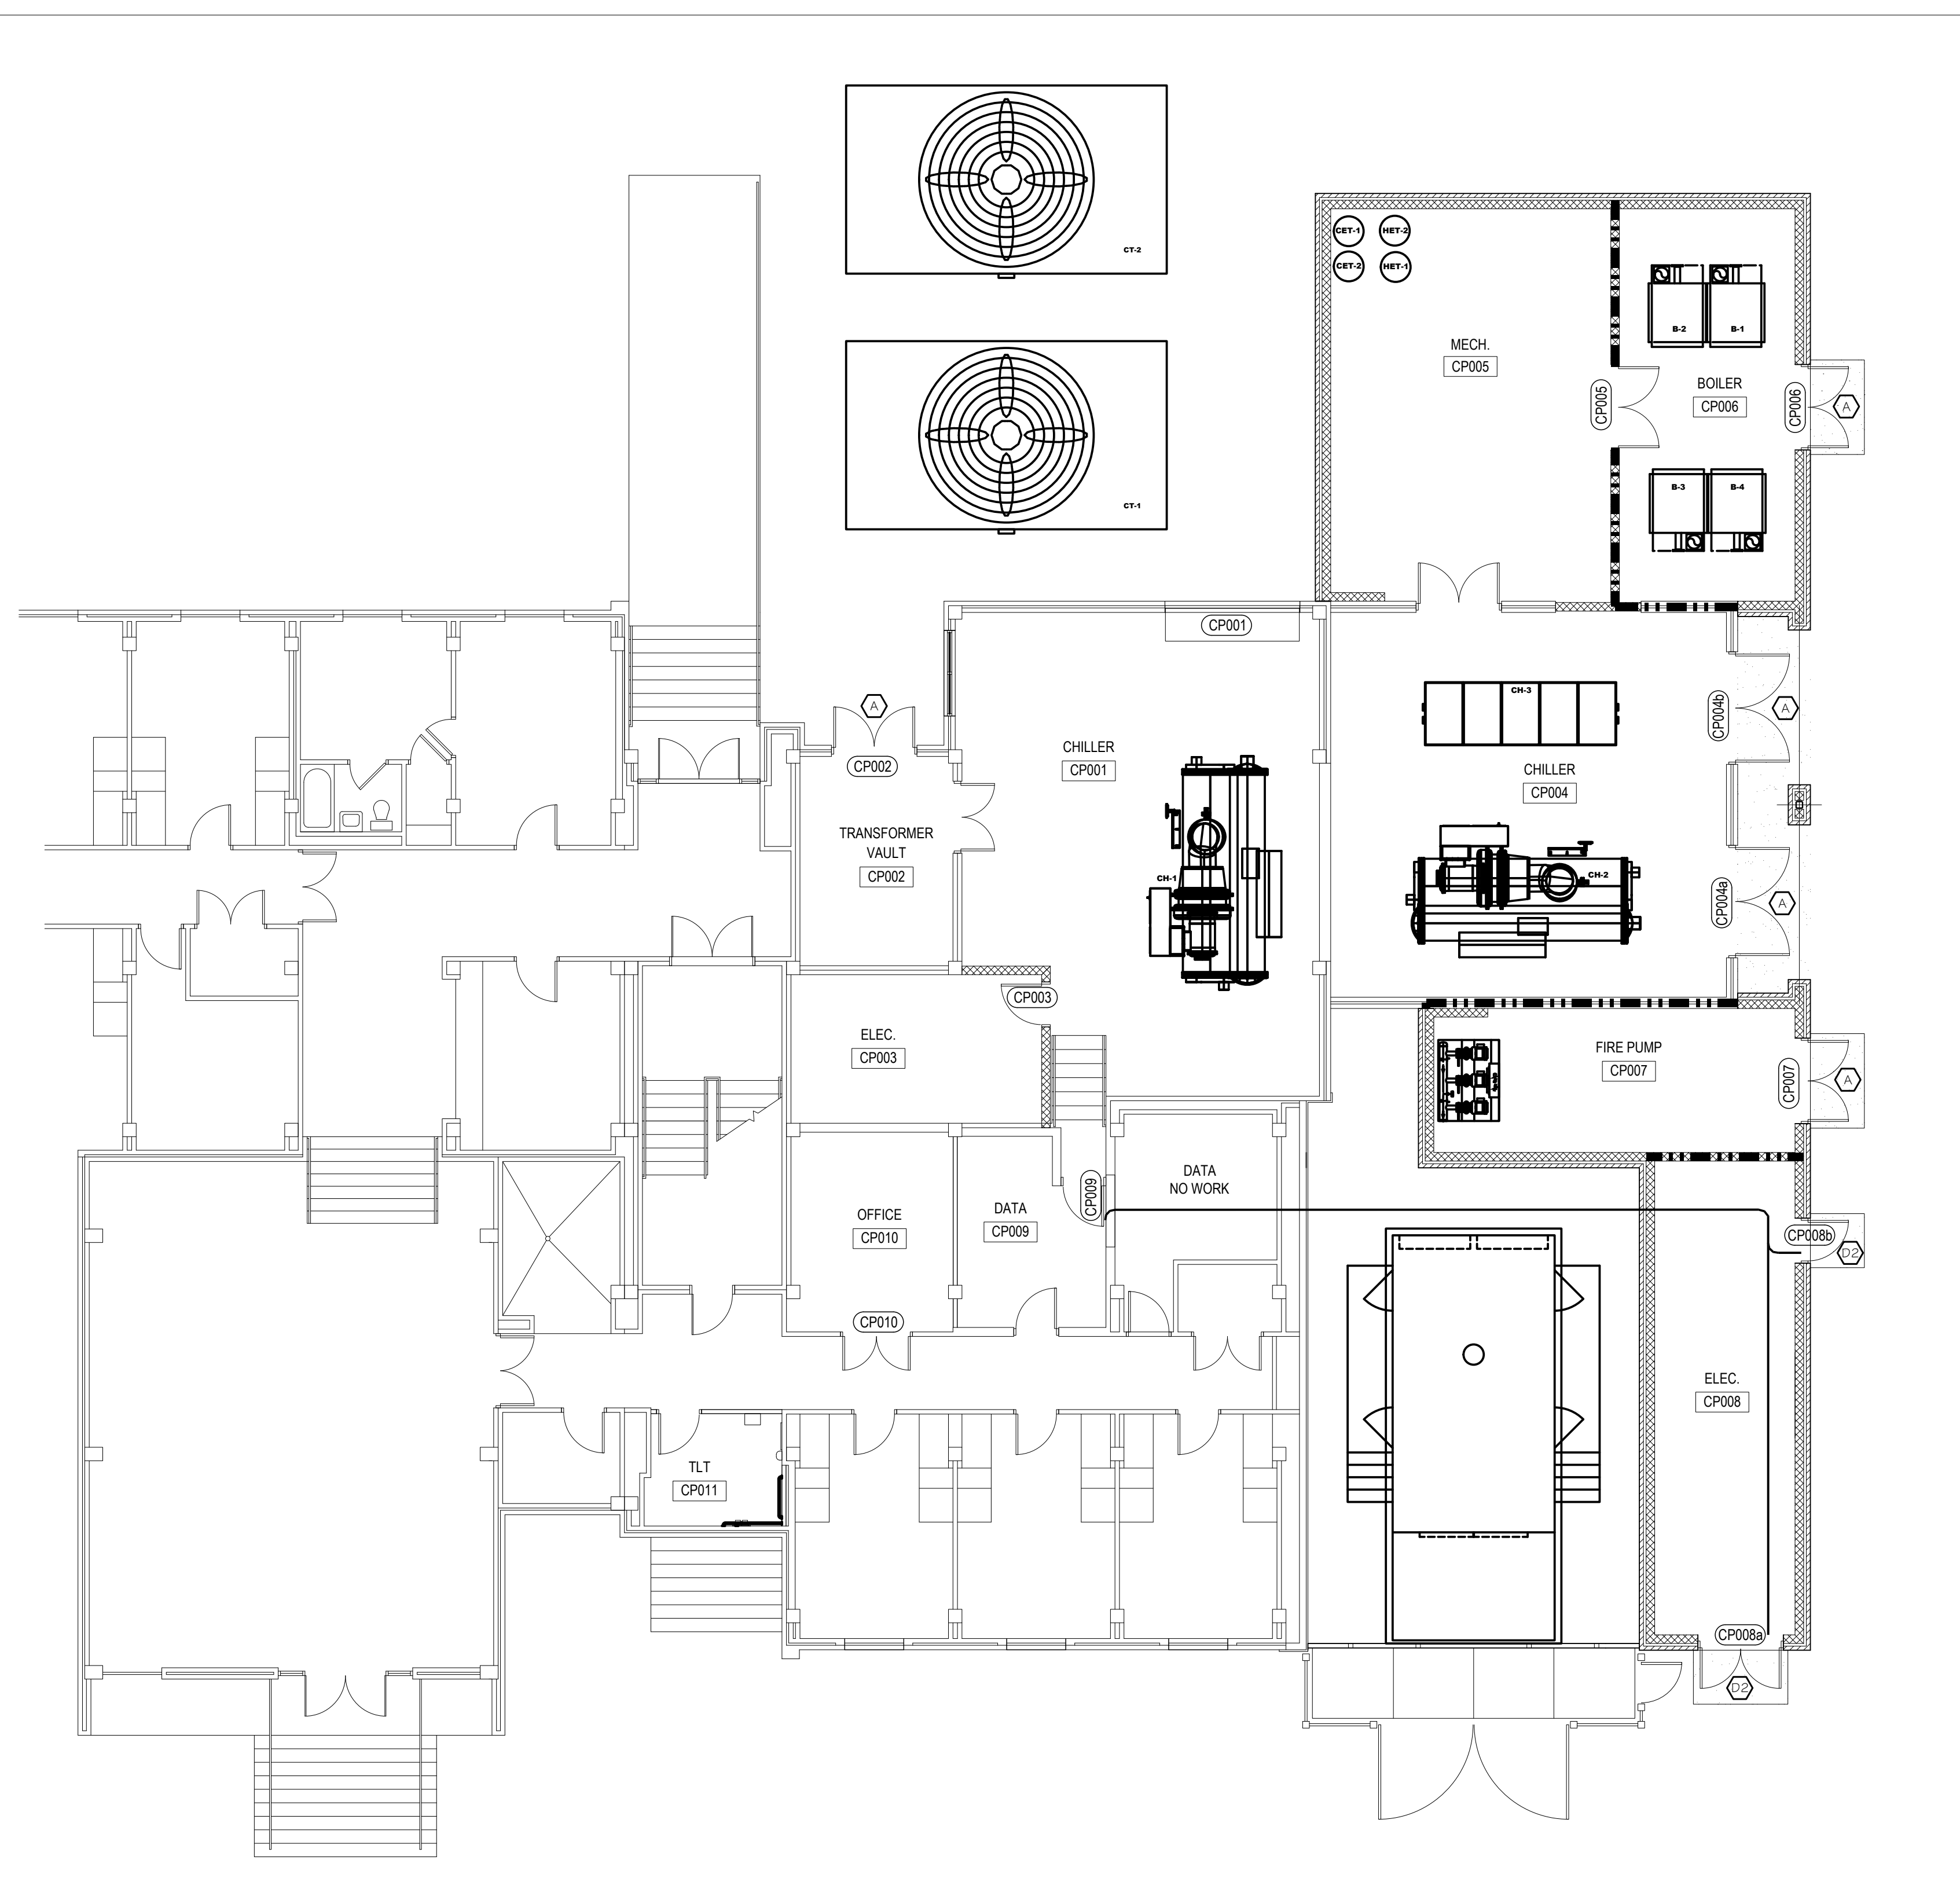 CT-2
CET-1
HET-2
CET-2
HET-1
B-2
B-1
MECH.
CP005
BOILER
CP006
CP005
CP006
A
B-3
B-4
CT-1
CP001
CH-3
A
CP004b
A
CP002
CHILLER
CP001
CHILLER
CP004
TRANSFORMER
VAULT
CP002
CH-1
CH-2
CP004a
A
CP003
ELEC.
CP003
FIRE PUMP
CP007
CP007
A
DATA
NO WORK
CP009
OFFICE
CP010
DATA
CP009
CP008b
D2
CP010
ELEC.
CP008
TLT
CP011
CP008a
D2